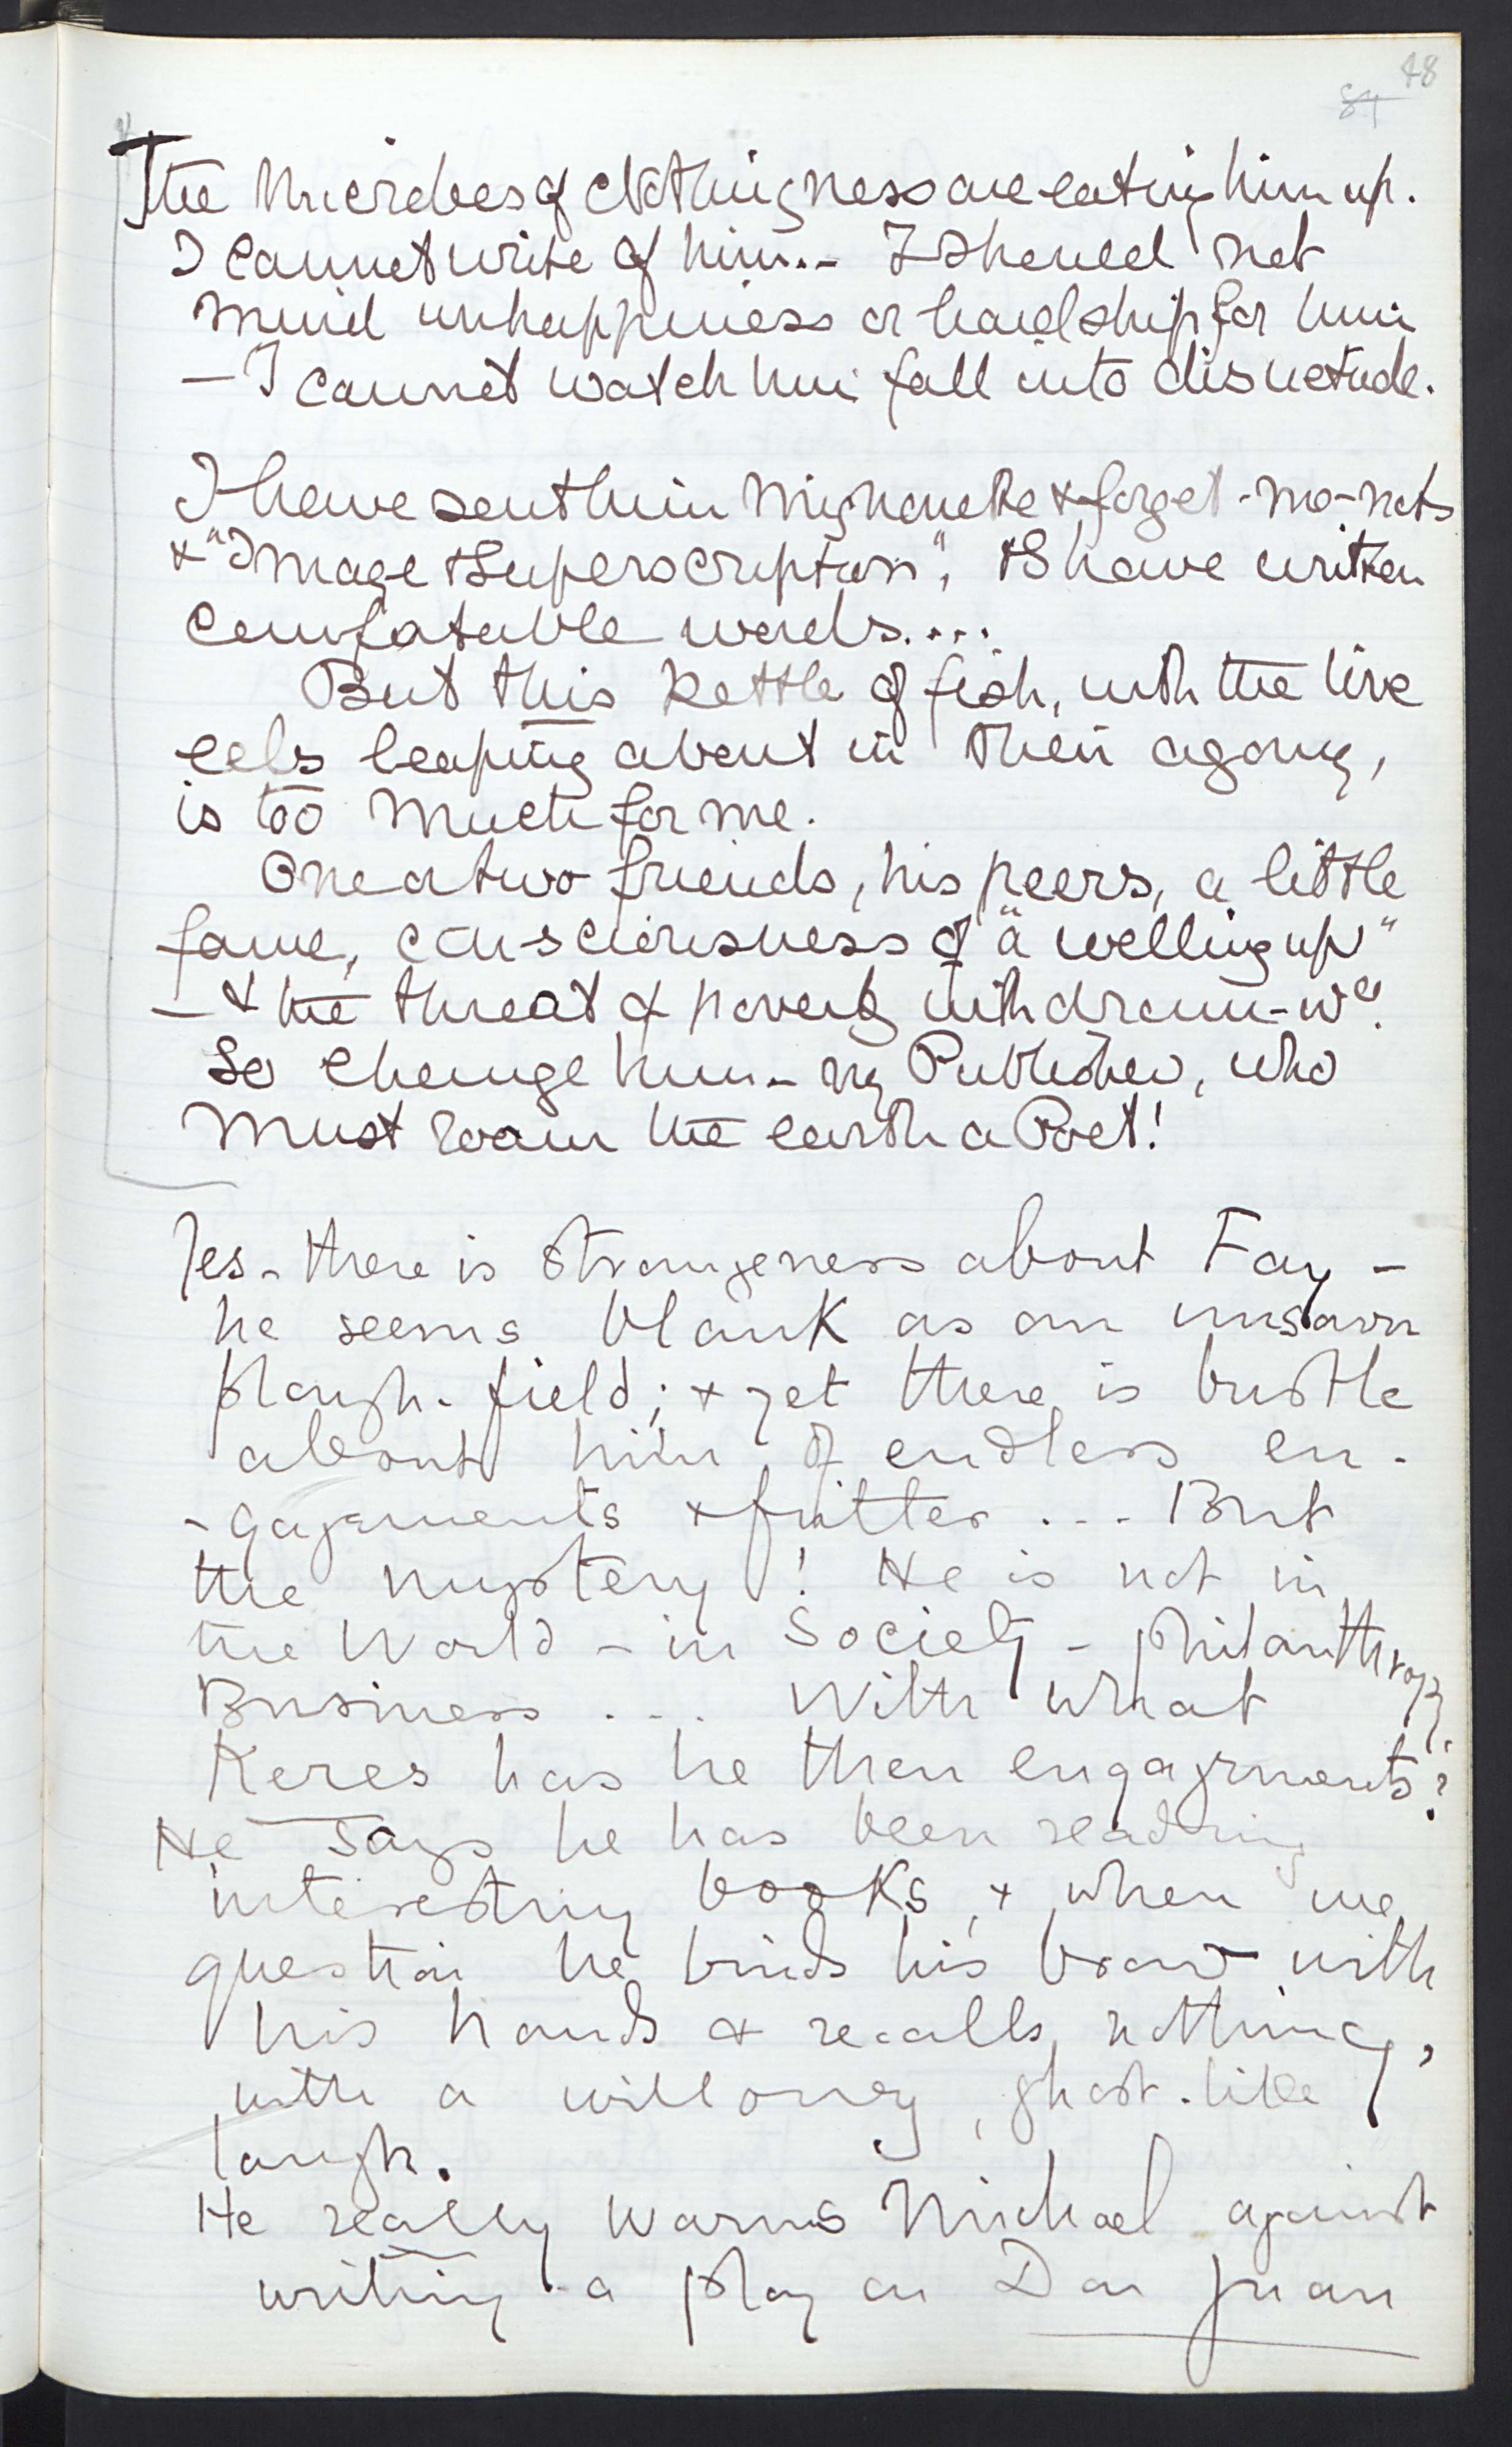 48
84
The Microbes of Nothingness are eating him up.
I cannot write of him.– I should not
mind unhappiness or hardship for him
– I cannot watch him fall into disuetude.
I have sent him Mignonette & forget-me-nots
& "Image & Superscription", & I have written
comfortable words....
But this kettle of fish, with the live
eels leaping about in their agony,
is too much for me.
One or two friends, his peers, a little
fame, consciousness of "a welling up"
– & the threat of poverty withdrawn – wd.
so change him – my Publisher, who
must roam the earth a Poet!
Yes – there is strangeness about Fay –
he seems blank as an unsown
plough-field; & yet there is bustle
about him of endless en-
-gagements & fritter ... But
the mystery! He is not in
the World – in Society – philanthropy,
Business ... With what
Keres has he then engagements?
He says he has been reading
interesting books, & when we
question he binds his brow with
his hands & recalls nothing,
with a willowy, ghost-like
laugh.
He really warns Michael against
writing a play on Don Juan